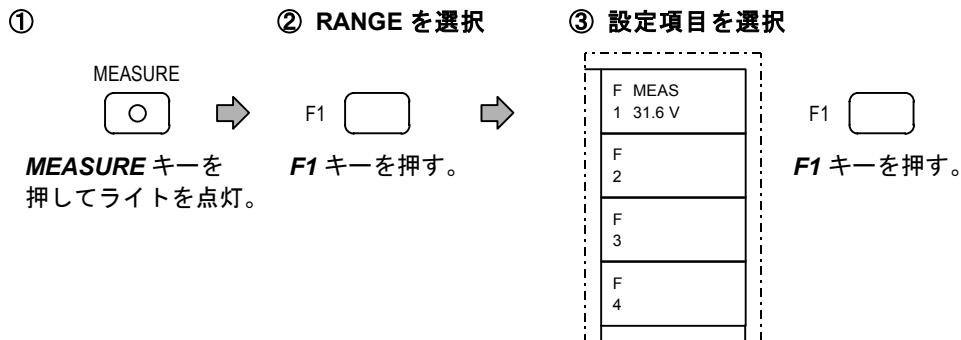 ① ② RANGE を選択 ③ 設定項目を選択
MEASURE
F1
F MEAS
1 31.6 V
F1
MEASURE キーを
押してライトを点灯。
F1 キーを押す。
F
2
F1 キーを押す。
F
3
F
4